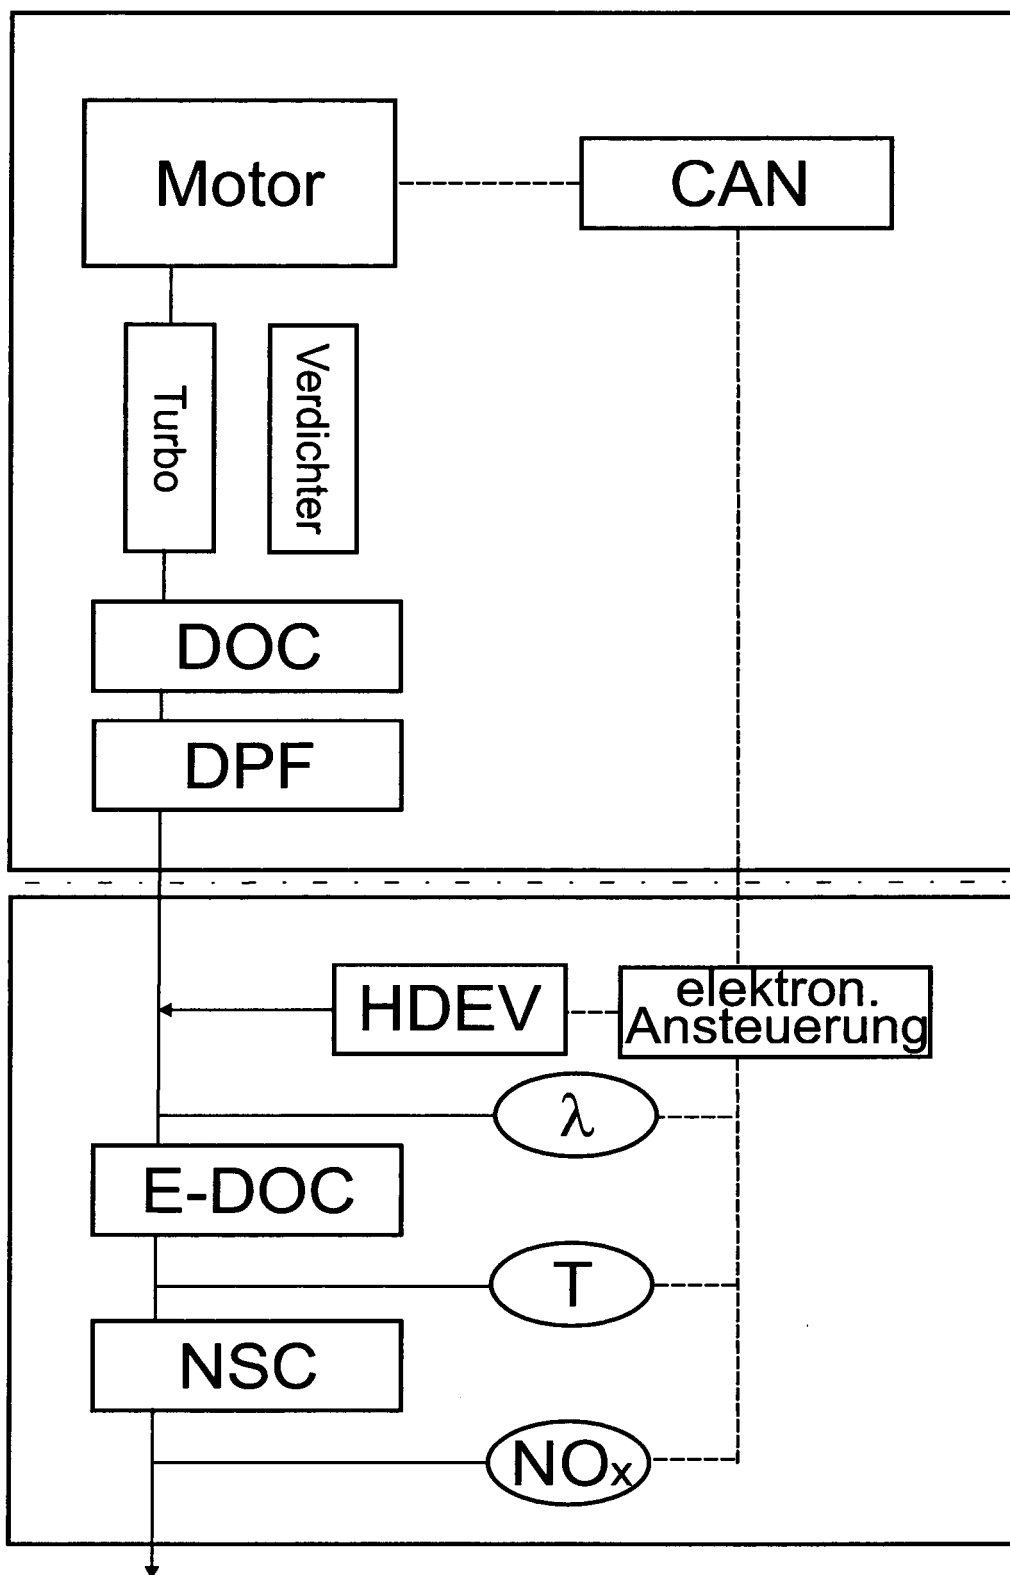 Motor
CAN
Turbo
Verdichter
DOC
DPF
HDEV
elektron.
Ansteuerung
λ
E-DOC
T
NSC
NOx